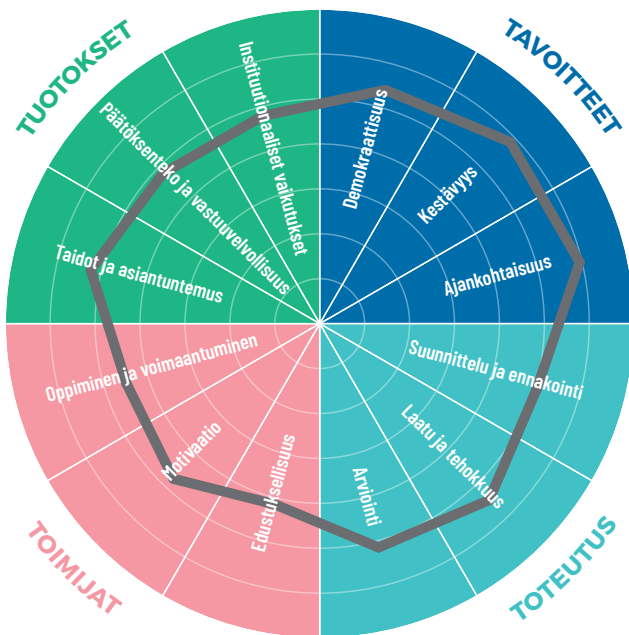 TUOTOKSET
TAVOITTEET
Institutionaaliset vaikutukset
Demokraattisuus
Päätöksenteko ja vastuuvelvollisuus
Kestävyys
Taidot ja asiantuntemus
Ajankohtaisuus
Oppiminen ja voimaantuminen
Suunnittelu ja ennakointi
Motivaatio
Laatu ja tehokkuus
Edustuksellisuus
Arviointi
TOIMIJAT
TOTEUTUS